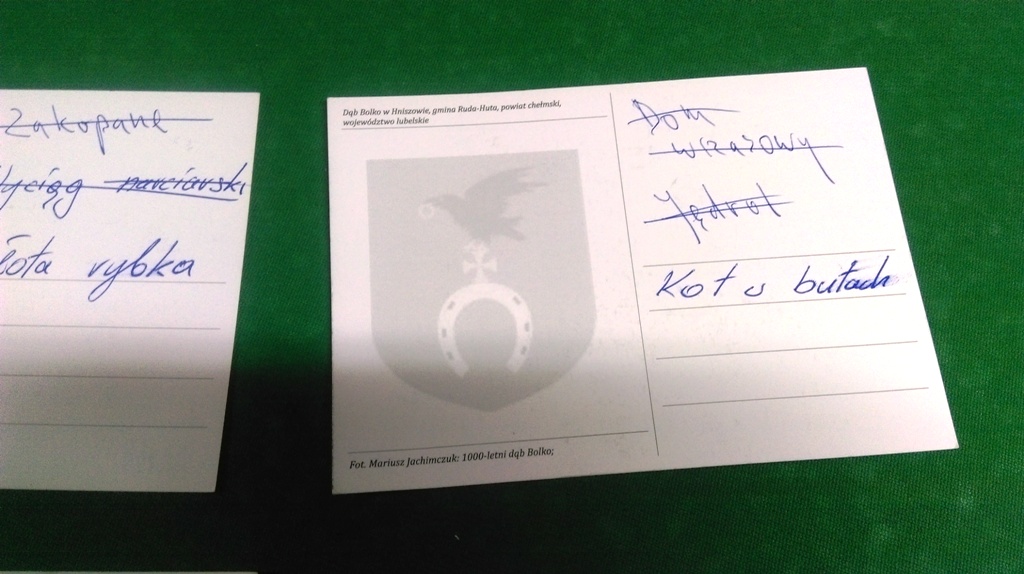 Zakopane
narciarski
rybka
Dąb Bolko w Hniszowie, gmina Ruda-Huta, powiat chełmski,
województwo lubelskie
Fot. Mariusz Jachimczuk: 1000-letni dąb Bolko;
Dom
wczasowy
Kot w butach